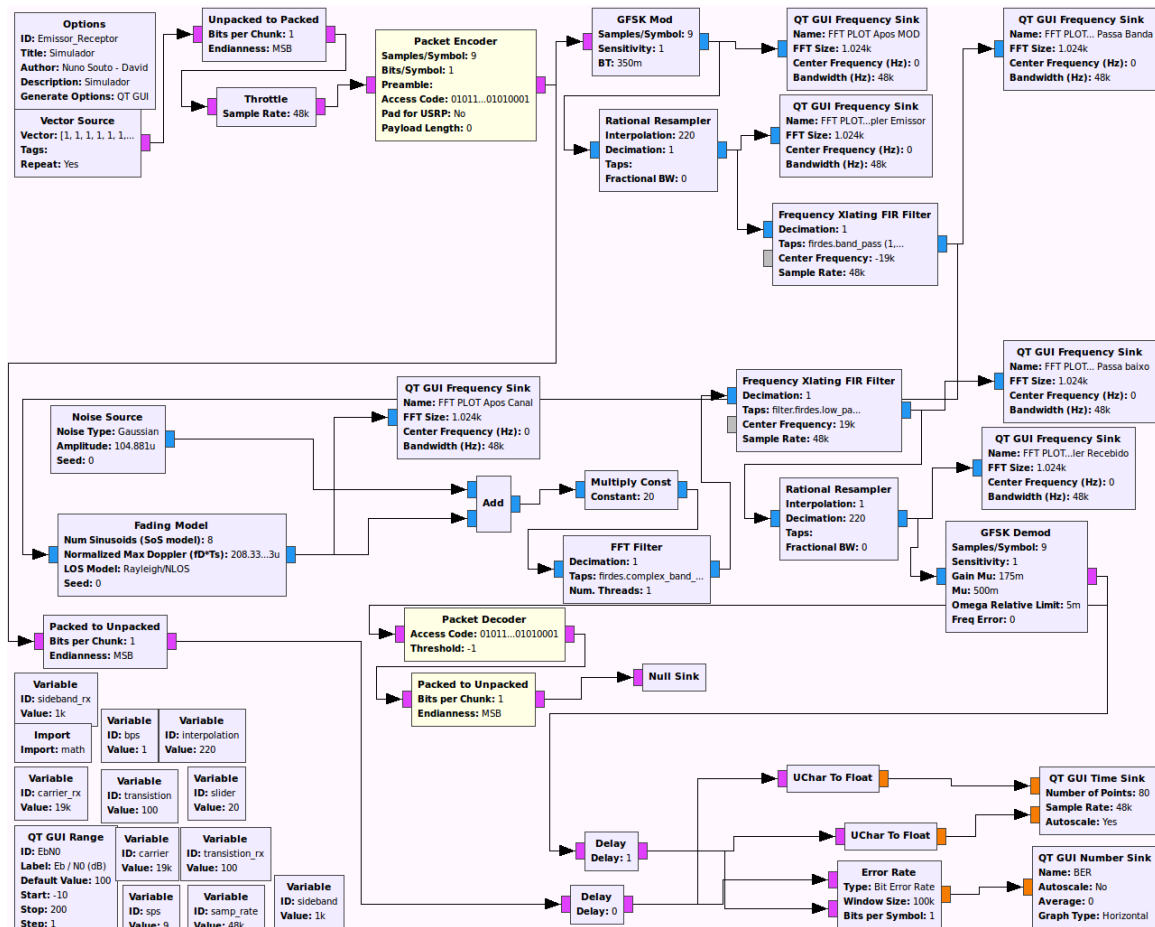 Options
ID: Emissor_Receptor
Title: Simulador
Author: Nuno Souto - David
Description: Simulador
Generate Options: QT GUI
Unpacked to Packed
Bits per Chunk: 1
Endianness: MSB
Packet Encoder
Samples/Symbol: 9
Bits/Symbol: 1
Preamble:
Access Code: 01011...01010001
Pad for USRP: No
Payload Length: 0
GFSK Mod
Samples/Symbol: 9
Sensitivity: 1
BT: 350m
QT GUI Frequency Sink
Name: FFT PLOT Apos MOD
FFT Size: 1.024k
Center Frequency (Hz): 0
Bandwidth (Hz): 48k
QT GUI Frequency Sink
Name: FFT PLOT... Passa Banda
FFT Size: 1.024k
Center Frequency (Hz): 0
Bandwidth (Hz): 48k
Throttle
Sample Rate: 48k
Vector Source
Vector: [1, 1, 1, 1, 1, 1,...
Tags:
Repeat: Yes
Rational Resampler
Interpolation: 220
Decimation: 1
Taps:
Fractional BW: 0
QT GUI Frequency Sink
Name: FFT PLOT...pler Emissor
FFT Size: 1.024k
Center Frequency (Hz): 0
Bandwidth (Hz): 48k
Frequency Xlating FIR Filter
Decimation: 1
Taps: firdes.band_pass (1,...
Center Frequency: -19k
Sample Rate: 48k
QT GUI Frequency Sink
Name: FFT PLOT... Passa baixo
FFT Size: 1.024k
Center Frequency (Hz): 0
Bandwidth (Hz): 48k
Noise Source
Noise Type: Gaussian
Amplitude: 104.881u
Seed: 0
QT GUI Frequency Sink
Name: FFT PLOT Apos Canal
FFT Size: 1.024k
Center Frequency (Hz): 0
Bandwidth (Hz): 48k
Frequency Xlating FIR Filter
Decimation: 1
Taps: filter.firdes.low_pa...
Center Frequency: 19k
Sample Rate: 48k
QT GUI Frequency Sink
Name: FFT PLOT...ler Recebido
FFT Size: 1.024k
Center Frequency (Hz): 0
Bandwidth (Hz): 48k
Add
Multiply Const
Constant: 20
Rational Resampler
Interpolation: 1
Decimation: 220
Taps:
Fractional BW: 0
Fading Model
Num Sinusoids (SoS model): 8
Normalized Max Doppler (fD*Ts): 208.33...3u
LOS Model: Rayleigh/NLOS
Seed: 0
FFT Filter
Decimation: 1
Taps: firdes.complex_band_...
Num. Threads: 1
GFSK Demod
Samples/Symbol: 9
Sensitivity: 1
Gain Mu: 175m
Mu: 500m
Omega Relative Limit: 5m
Freq Error: 0
Packed to Unpacked
Bits per Chunk: 1
Endianness: MSB
Packet Decoder
Access Code: 01011...01010001
Threshold: -1
Packed to Unpacked
Bits per Chunk: 1
Endianness: MSB
Null Sink
Variable
ID: sideband_rx
Value: 1k
Import
Import: math
Variable
ID: bps
Value: 1
Variable
ID: interpolation
Value: 220
Variable
ID: carrier_rx
Value: 19k
Variable
ID: transistion
Value: 100
Variable
ID: slider
Value: 20
UChar To Float
QT GUI Time Sink
Number of Points: 80
Sample Rate: 48k
Autoscale: Yes
UChar To Float
QT GUI Range
ID: EbN0
Label: Eb / N0 (dB)
Default Value: 100
Start: -10
Stop: 200
Step: 1
Variable
ID: carrier
Value: 19k
Variable
ID: transistion_rx
Value: 100
Delay
Delay: 1
Error Rate
Type: Bit Error Rate
Window Size: 100k
Bits per Symbol: 1
QT GUI Number Sink
Name: BER
Autoscale: No
Average: 0
Graph Type: Horizontal
Variable
ID: sps
Value: 9
Variable
ID: samp_rate
Value: 48k
Variable
ID: sideband
Value: 1k
Delay
Delay: 0